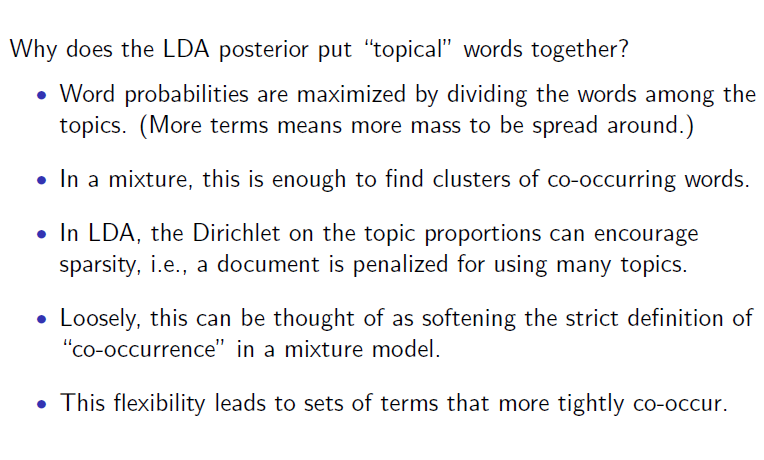 Why does the LDA posterior put “topical” words together?
• Word probabilities are maximized by dividing the words among the
topics. (More terms means more mass to be spread around.)
• In a mixture, this is enough to find clusters of co-occurring words.
• In LDA, the Dirichlet on the topic proportions can encourage
sparsity, i.e., a document is penalized for using many topics.
• Loosely, this can be thought of as softening the strict definition of
“co-occurrence” in a mixture model.
• This flexibility leads to sets of terms that more tightly co-occur.